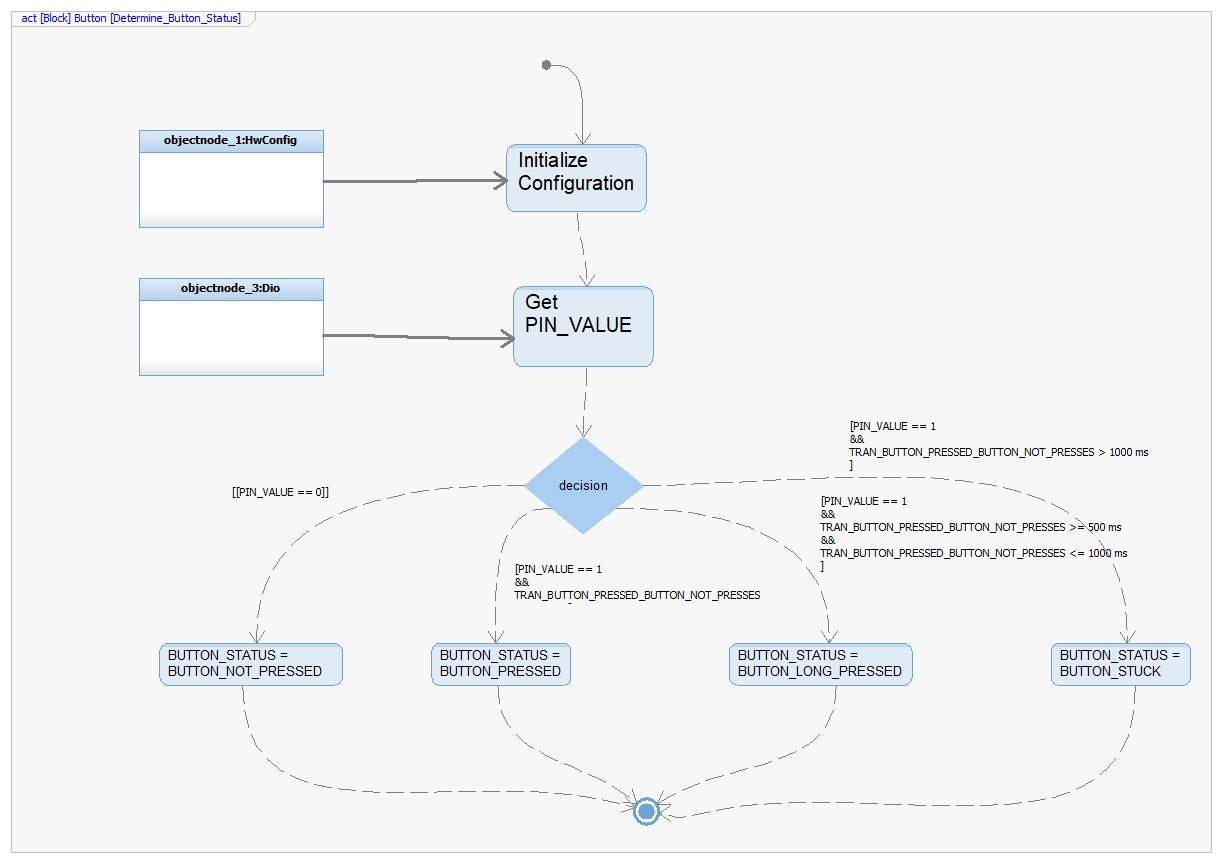 act [Block] Button [Determine_Button_Status]
objectnode_1:HwConfig
Initialize
Configuration
objectnode_3:Dio
Get
PIN_VALUE
decision
[PIN_VALUE == 1
&&
TRAN_BUTTON_PRESSED_BUTTON_NOT_PRESSES > 1000 ms
]
[[PIN_VALUE == 0]]
[PIN_VALUE == 1
&&
TRAN_BUTTON_PRESSED_BUTTON_NOT_PRESSES >= 500 ms
&&
TRAN_BUTTON_PRESSED_BUTTON_NOT_PRESSES <= 1000 ms
]
[PIN_VALUE == 1
&&
TRAN_BUTTON_PRESSED_BUTTON_NOT_PRESSES
BUTTON_STATUS =
BUTTON_NOT_PRESSED
BUTTON_STATUS =
BUTTON_PRESSED
BUTTON_STATUS =
BUTTON_LONG_PRESSED
BUTTON_STATUS =
BUTTON_STUCK